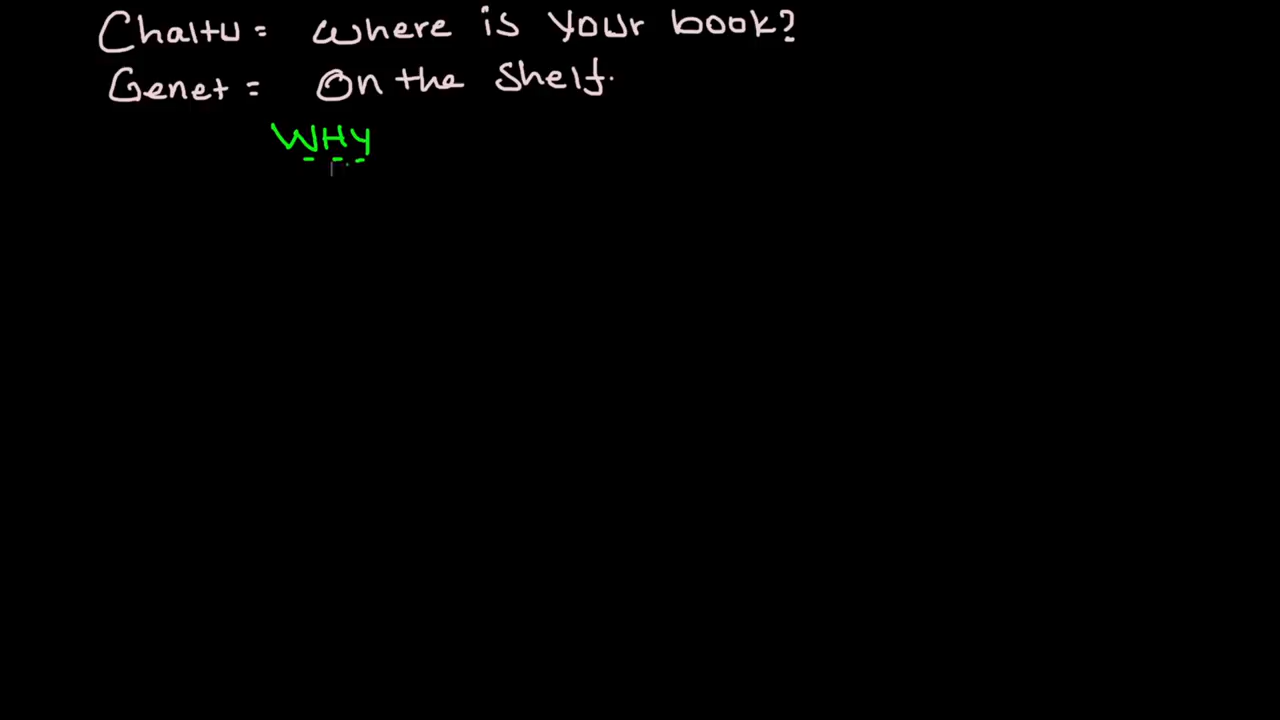 Chaltu = where is your book?
Genet = On the shelf.
WHY